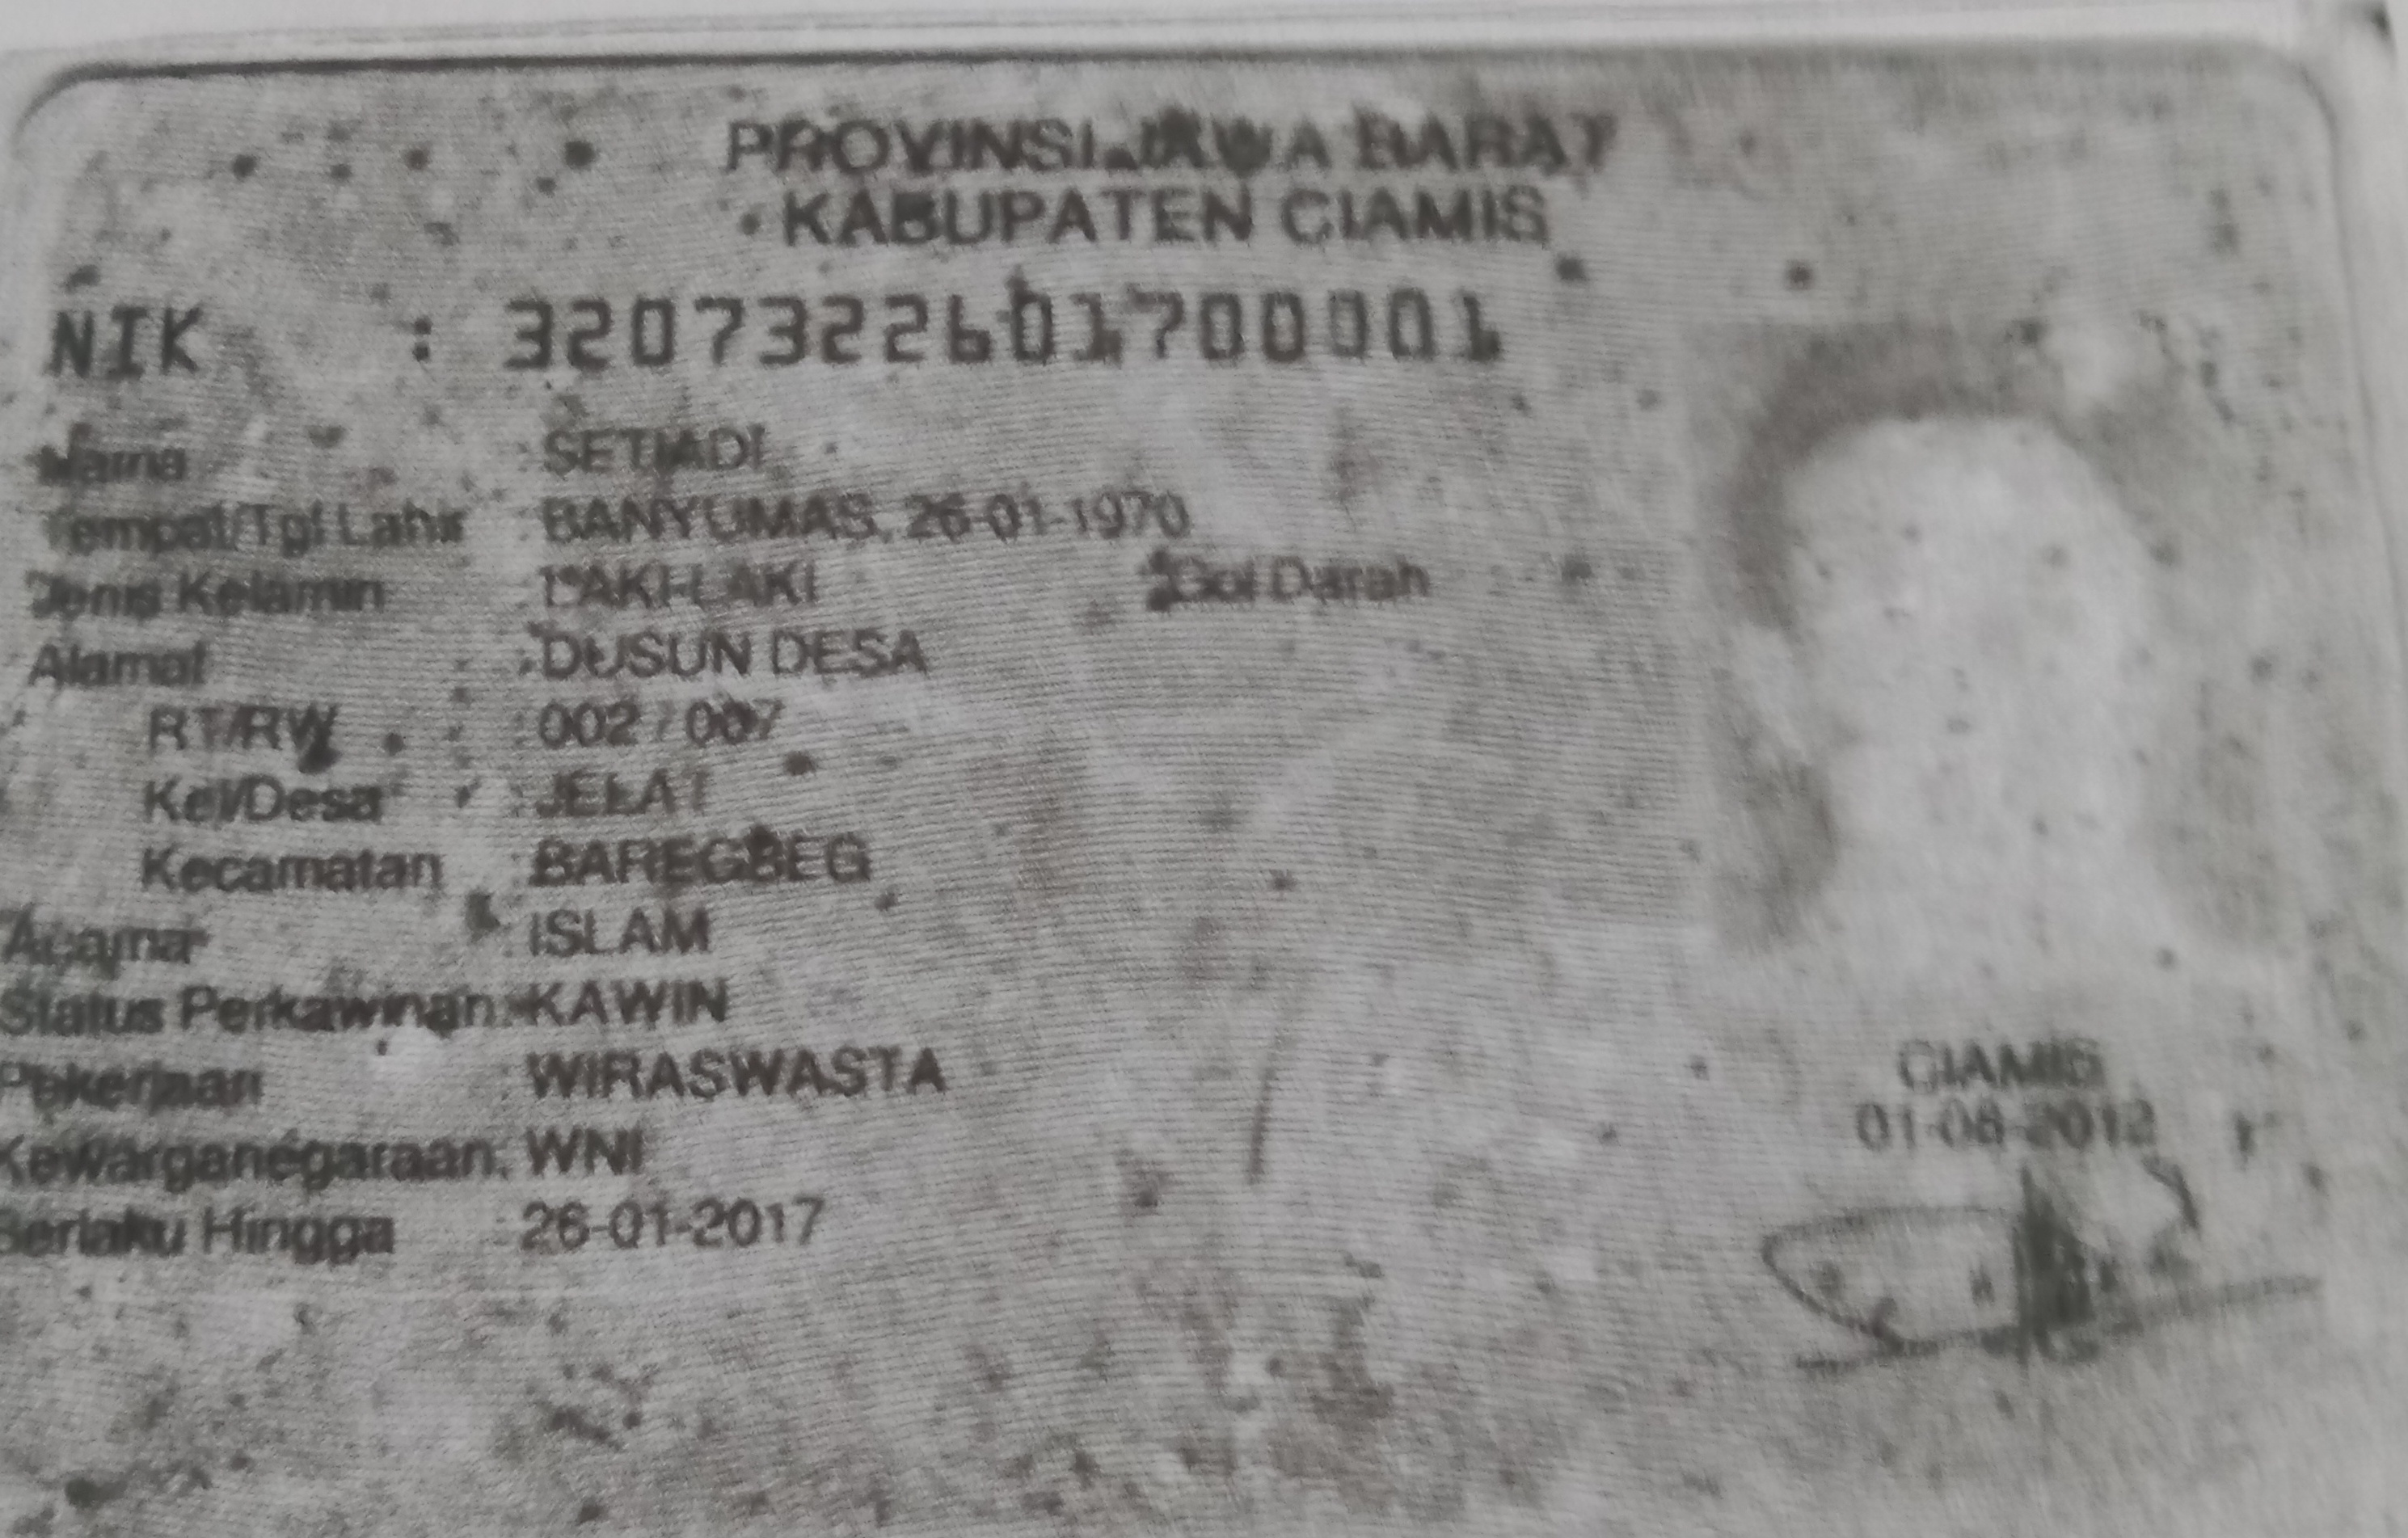 PROVINSI JAWA BARAT
KABUPATEN CIAMIS
NIK : 3207322601700001
Nama : SETIADI
Tempat/Tgl Lahir : BANYUMAS, 26-01-1970
Jenis Kelamin : LAKI-LAKI Gol Darah
Alamat : DUSUN DESA
RT/RW : 002 / 007
Kel/Desa : JELAT
Kecamatan : BAREGBEG
Agama : ISLAM
Status Perkawinan: KAWIN
Pekerjaan : WIRASWASTA
Kewarganegaraan: WNI
Berlaku Hingga : 26-01-2017
CIAMIS
01-08-2012